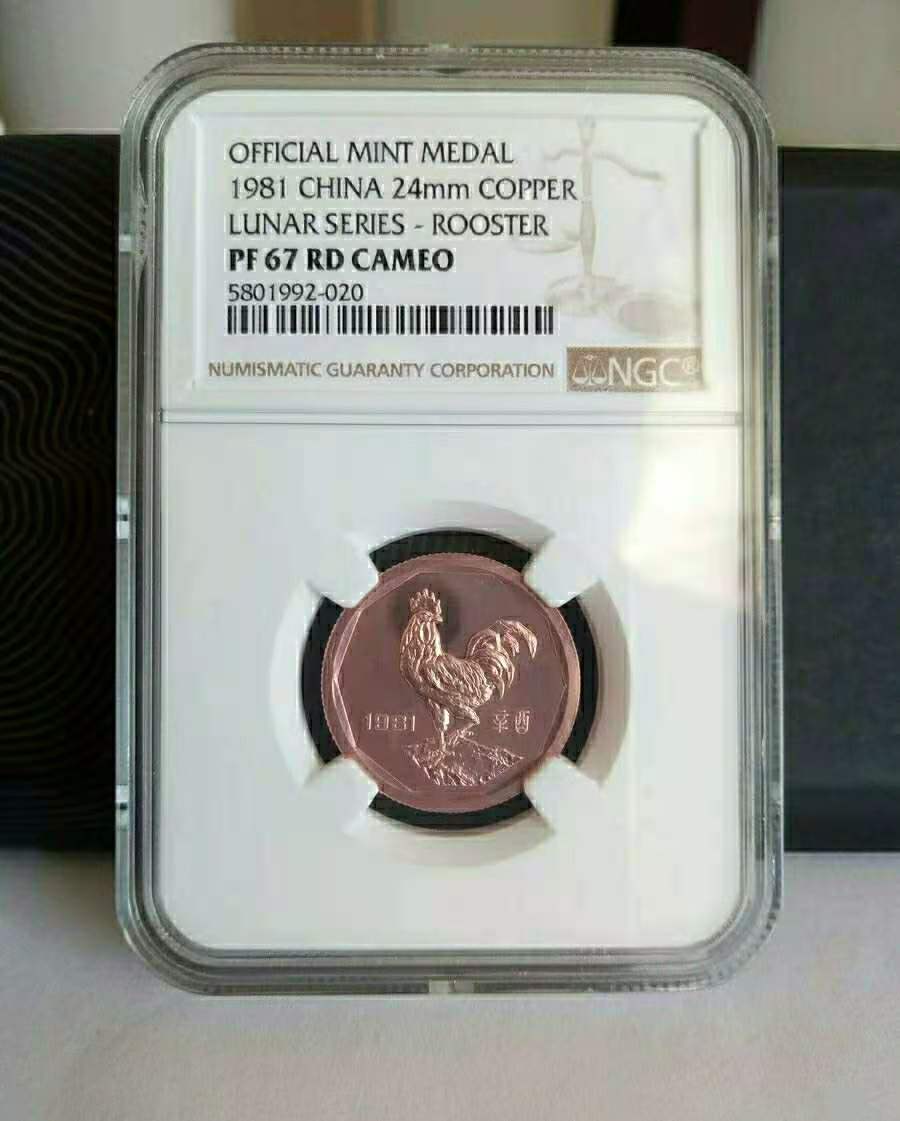 OFFICIAL MINT MEDAL
1981 CHINA 24mm COPPER
LUNAR SERIES - ROOSTER
PF 67 RD CAMEO
5801992-020
NUMISMATIC GUARANTY CORPORATION NGC®
1981 辛酉